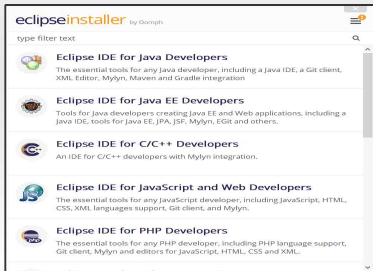 eclipseinstaller by Oomph
type filter text
Eclipse IDE for Java Developers
The essential tools for any Java developer, including a Java IDE, a Git client,
XML Editor, Mylyn, Maven and Gradle integration
Eclipse IDE for Java EE Developers
Tools for Java developers creating Java EE and Web applications, including a
Java IDE, tools for Java EE, JPA, JSF, Mylyn, EGit and others.
Eclipse IDE for C/C++ Developers
An IDE for C/C++ developers with Mylyn integration.
Eclipse IDE for JavaScript and Web Developers
The essential tools for any JavaScript developer, including JavaScript, HTML,
CSS, XML languages support, Git client, and Mylyn.
Eclipse IDE for PHP Developers
The essential tools for any PHP developer, including PHP language support,
Git client, Mylyn and editors for JavaScript, HTML, CSS and XML.